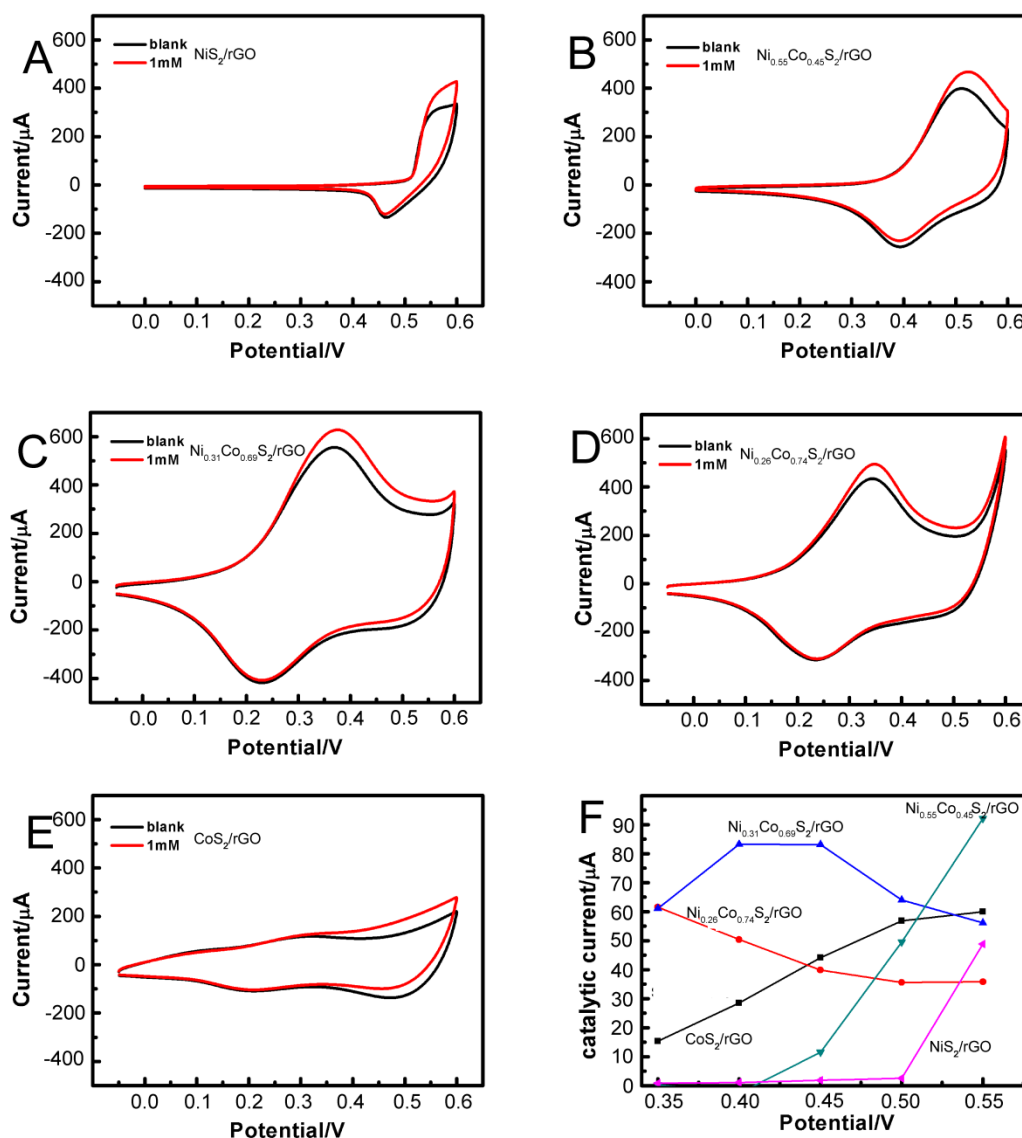 A
blank
1mM
NiS₂/rGO
600
400
200
0
-200
-400
Current/μA
0.0 0.1 0.2 0.3 0.4 0.5 0.6
Potential/V
B
blank
1mM
Ni₀.₅₅Co₀.₄₅S₂/rGO
600
400
200
0
-200
-400
Current/μA
0.0 0.1 0.2 0.3 0.4 0.5 0.6
Potential/V
C
blank
1mM
Ni₀.₃₁Co₀.₆₉S₂/rGO
600
400
200
0
-200
-400
Current/μA
0.0 0.1 0.2 0.3 0.4 0.5 0.6
Potential/V
D
blank
1mM
Ni₀.₂₆Co₀.₇₄S₂/rGO
600
400
200
0
-200
-400
Current/μA
0.0 0.1 0.2 0.3 0.4 0.5 0.6
Potential/V
E
blank
1mM
CoS₂/rGO
600
400
200
0
-200
-400
Current/μA
0.0 0.1 0.2 0.3 0.4 0.5 0.6
Potential/V
F
Ni₀.₅₅Co₀.₄₅S₂/rGO
Ni₀.₃₁Co₀.₆₉S₂/rGO
Ni₀.₂₆Co₀.₇₄S₂/rGO
CoS₂/rGO
NiS₂/rGO
90
80
70
60
50
40
30
20
10
0
catalytic current/μA
0.35 0.40 0.45 0.50 0.55
Potential/V